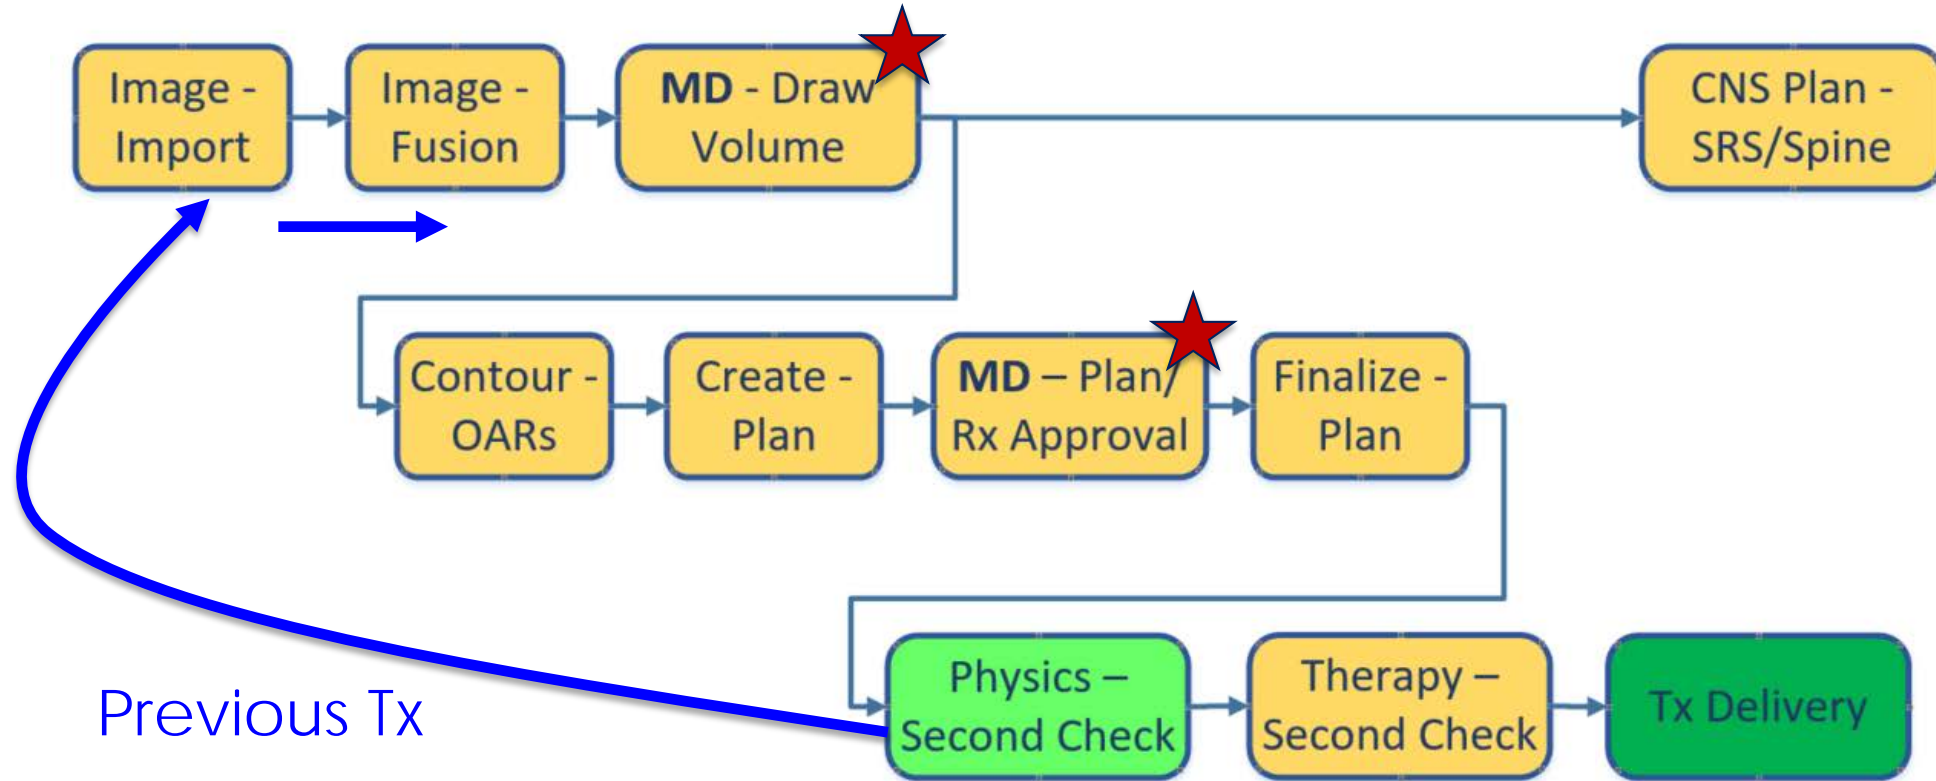 Image -
Import
Image -
Fusion
MD - Draw
Volume
CNS Plan -
SRS/Spine
Contour -
OARs
Create -
Plan
MD – Plan/
Rx Approval
Finalize -
Plan
Physics –
Second Check
Therapy –
Second Check
Tx Delivery
Previous Tx